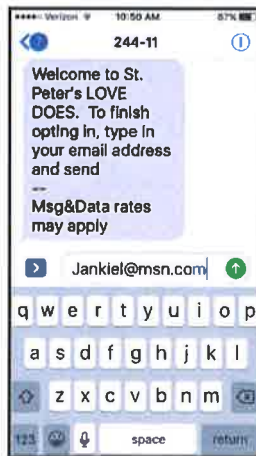 Verizon 10:50 AM 87%
244-11
Welcome to St.
Peter's LOVE
DOES. To finish
opting in, type in
your email address
and send
--
Msg&Data rates
may apply
Jankiel@msn.com
q w e r t y u i o p
a s d f g h j k l
z x c v b n m
123 space return